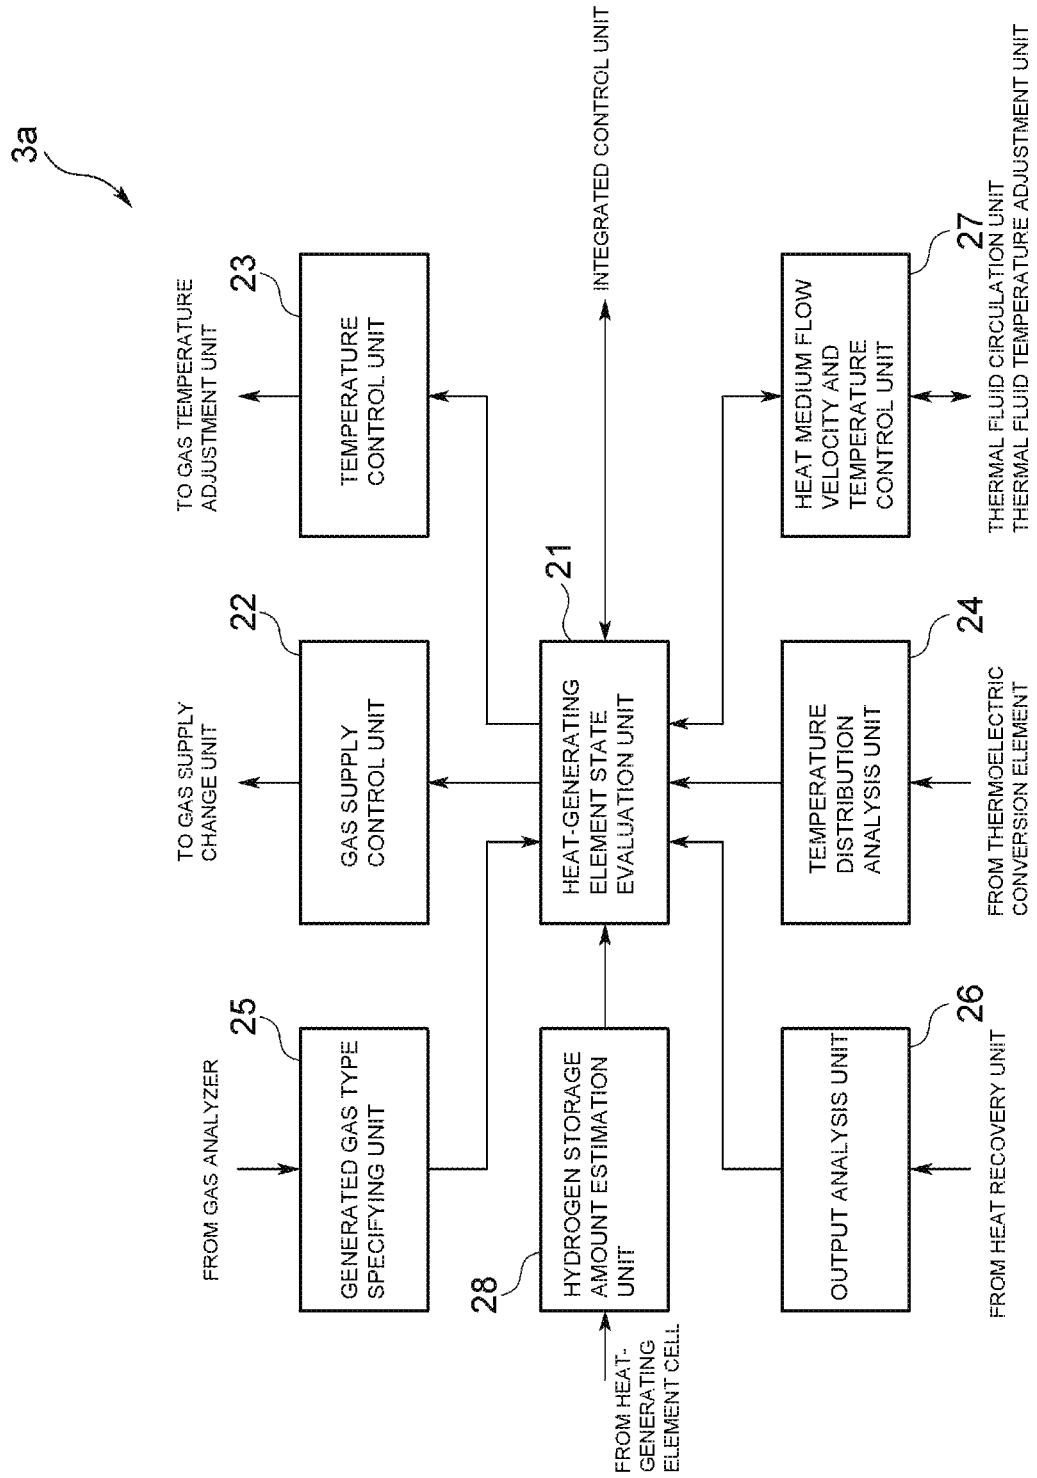 3a
FROM GAS ANALYZER
TO GAS SUPPLY
CHANGE UNIT
TO GAS TEMPERATURE
ADJUSTMENT UNIT
25
GENERATED GAS TYPE
SPECIFYING UNIT
22
GAS SUPPLY
CONTROL UNIT
23
TEMPERATURE
CONTROL UNIT
FROM HEAT-
GENERATING
ELEMENT CELL
28
HYDROGEN STORAGE
AMOUNT ESTIMATION
UNIT
21
HEAT-GENERATING
ELEMENT STATE
EVALUATION UNIT
INTEGRATED CONTROL UNIT
OUTPUT ANALYSIS UNIT
26
TEMPERATURE
DISTRIBUTION
ANALYSIS UNIT
24
HEAT MEDIUM FLOW
VELOCITY AND
TEMPERATURE
CONTROL UNIT
27
FROM HEAT RECOVERY UNIT
FROM THERMOELECTRIC
CONVERSION ELEMENT
THERMAL FLUID CIRCULATION UNIT
THERMAL FLUID TEMPERATURE ADJUSTMENT UNIT